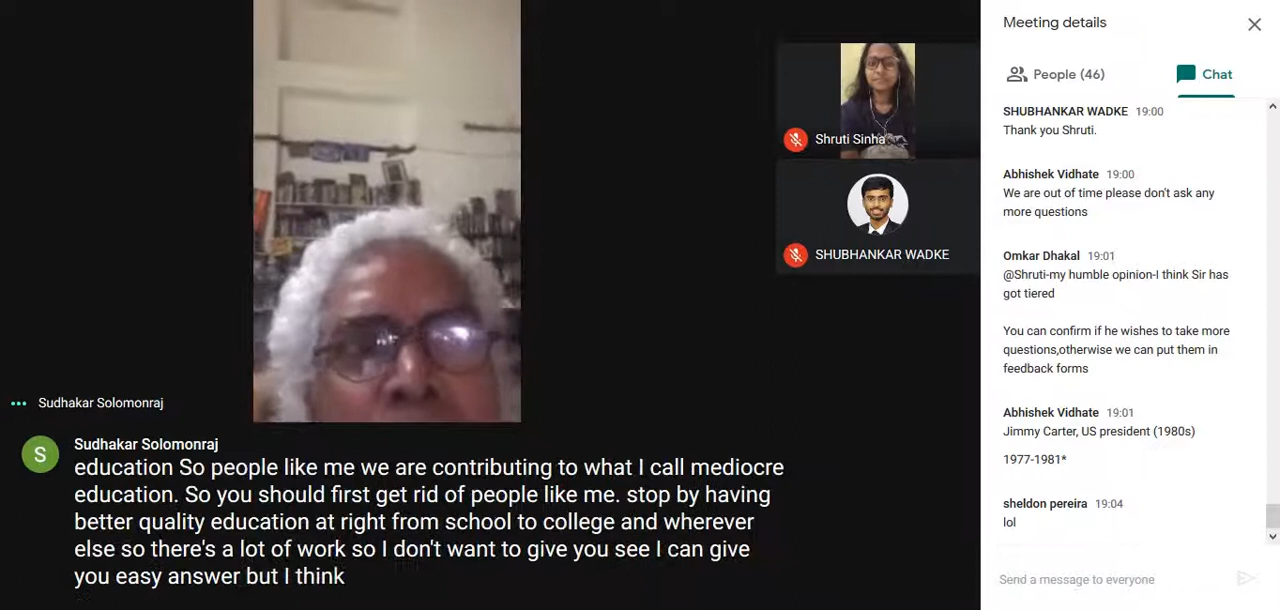 Meeting details
People (46)
Chat
SHUBHANKAR WADKE 19:00
Thank you Shruti.
Abhishek Vidhate 19:00
We are out of time please don't ask any
more questions
Omkar Dhakal 19:01
@Shruti-my humble opinion-I think Sir has
got tiered
You can confirm if he wishes to take more
questions,otherwise we can put them in
feedback forms
Abhishek Vidhate 19:01
Jimmy Carter, US president (1980s)
1977-1981*
sheldon pereira 19:04
lol
Send a message to everyone
Shruti Sinha
SHUBHANKAR WADKE
Sudhakar Solomonraj
S
Sudhakar Solomonraj
education So people like me we are contributing to what I call mediocre
education. So you should first get rid of people like me. stop by having
better quality education at right from school to college and wherever
else so there's a lot of work so I don't want to give you see I can give
you easy answer but I think